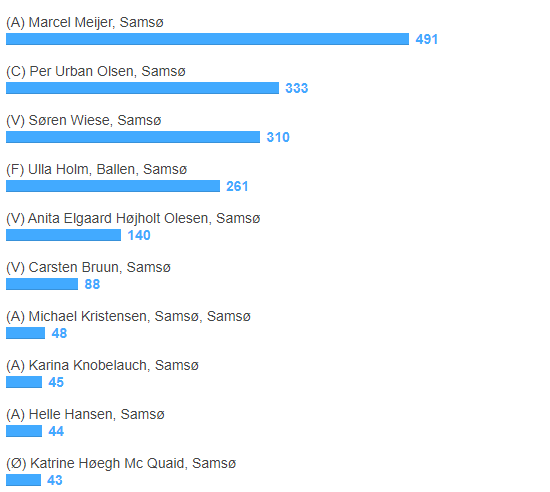 (A) Marcel Meijer, Samsø
491
(C) Per Urban Olsen, Samsø
333
(V) Søren Wiese, Samsø
310
(F) Ulla Holm, Ballen, Samsø
261
(V) Anita Elgaard Højholt Olesen, Samsø
140
(V) Carsten Bruun, Samsø
88
(A) Michael Kristensen, Samsø, Samsø
48
(A) Karina Knobelauch, Samsø
45
(A) Helle Hansen, Samsø
44
(Ø) Katrine Høegh Mc Quaid, Samsø
43